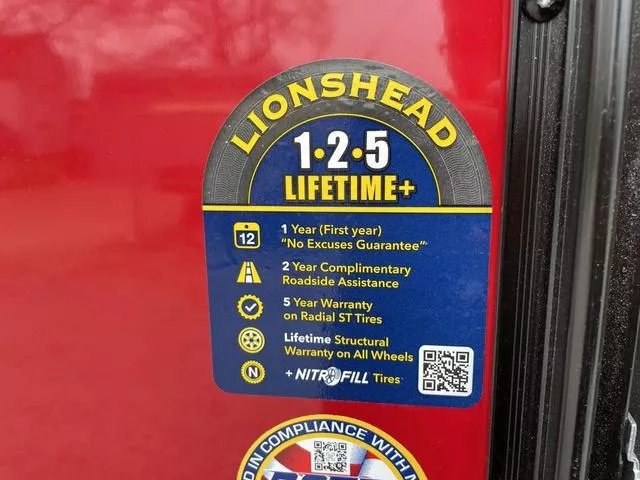 LIONSHEAD
1•2•5
LIFETIME+
12
1 Year (First year)
"No Excuses Guarantee"
2 Year Complimentary
Roadside Assistance
5 Year Warranty
on Radial ST Tires
Lifetime Structural
Warranty on All Wheels
N
+ NITROFILL Tires
IN COMPLIANCE WITH